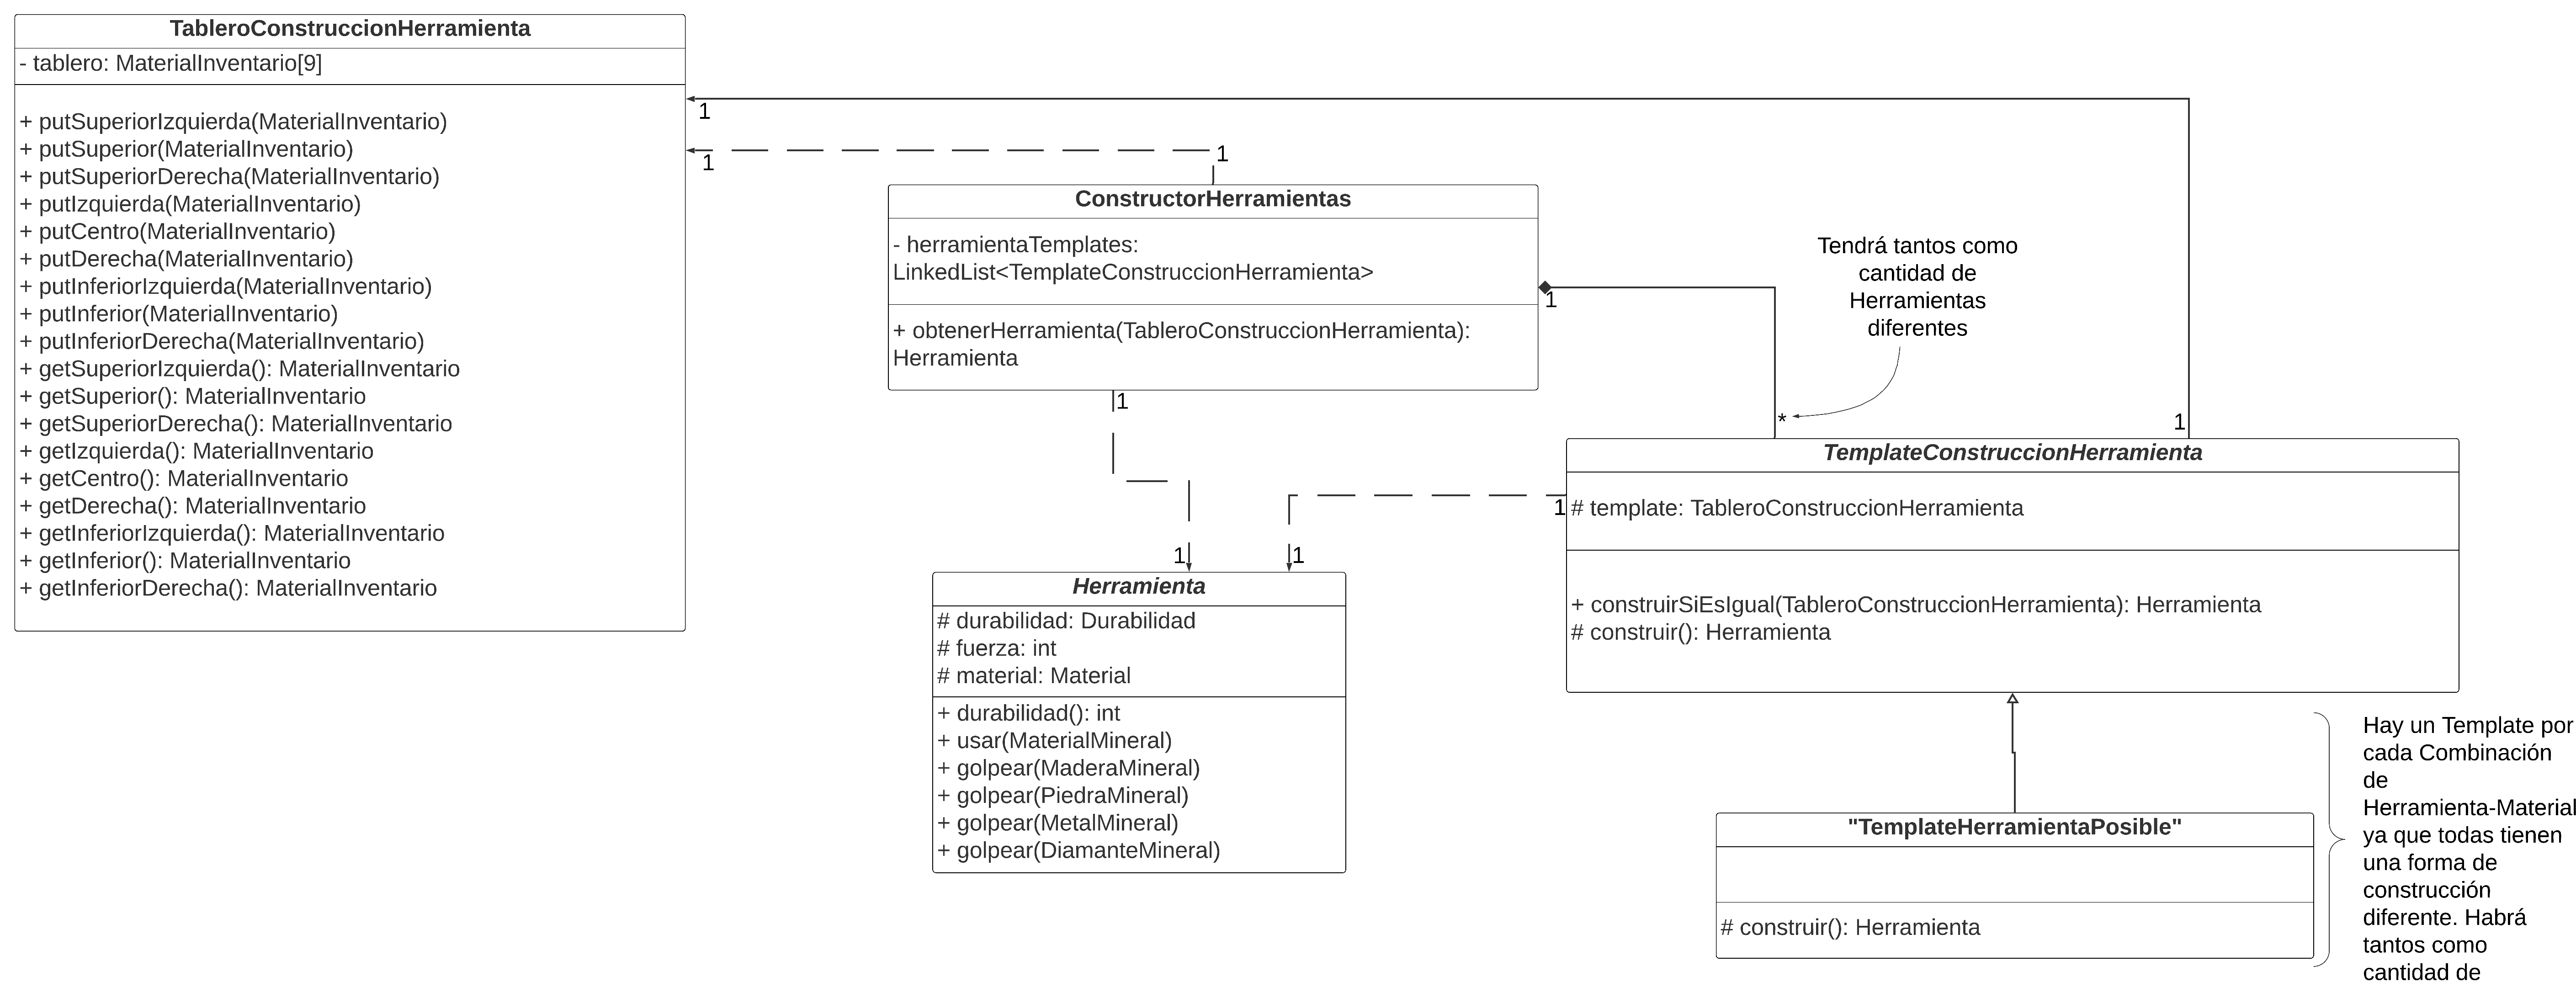 TableroConstruccionHerramienta
- tablero: MaterialInventario[9]
+ putSuperiorIzquierda(MaterialInventario)
+ putSuperior(MaterialInventario)
+ putSuperiorDerecha(MaterialInventario)
+ putIzquierda(MaterialInventario)
+ putCentro(MaterialInventario)
+ putDerecha(MaterialInventario)
+ putInferiorIzquierda(MaterialInventario)
+ putInferior(MaterialInventario)
+ putInferiorDerecha(MaterialInventario)
+ getSuperiorIzquierda(): MaterialInventario
+ getSuperior(): MaterialInventario
+ getSuperiorDerecha(): MaterialInventario
+ getIzquierda(): MaterialInventario
+ getCentro(): MaterialInventario
+ getDerecha(): MaterialInventario
+ getInferiorIzquierda(): MaterialInventario
+ getInferior(): MaterialInventario
+ getInferiorDerecha(): MaterialInventario
1
1
1
ConstructorHerramientas
- herramientaTemplates:
LinkedList<TemplateConstruccionHerramienta>
+ obtenerHerramienta(TableroConstruccionHerramienta):
Herramienta
1
1
Tendrá tantos como
cantidad de
Herramientas
diferentes
*
1
TemplateConstruccionHerramienta
# template: TableroConstruccionHerramienta
+ construirSiEsIgual(TableroConstruccionHerramienta): Herramienta
# construir(): Herramienta
1
1
1
Herramienta
# durabilidad: Durabilidad
# fuerza: int
# material: Material
+ durabilidad(): int
+ usar(MaterialMineral)
+ golpear(MaderaMineral)
+ golpear(PiedraMineral)
+ golpear(MetalMineral)
+ golpear(DiamanteMineral)
"TemplateHerramientaPosible"
# construir(): Herramienta
Hay un Template por
cada Combinación
de
Herramienta-Material
ya que todas tienen
una forma de
construcción
diferente. Habrá
tantos como
cantidad de